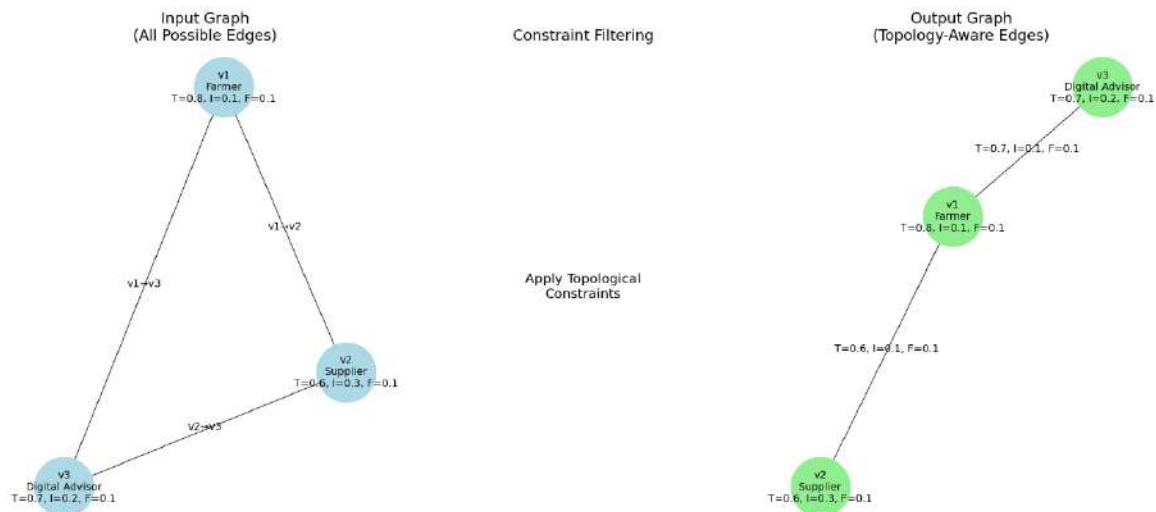 Input Graph
(All Possible Edges)
v1
Farmer
T=0.8, I=0.1, F=0.1
v1→v2
v1→v3
v2
Supplier
T=0.6, I=0.3, F=0.1
v2→v3
v3
Digital Advisor
T=0.7, I=0.2, F=0.1
Constraint Filtering
Apply Topological
Constraints
Output Graph
(Topology-Aware Edges)
v3
Digital Advisor
T=0.7, I=0.2, F=0.1
T=0.7, I=0.1, F=0.1
v1
Farmer
T=0.8, I=0.1, F=0.1
T=0.6, I=0.1, F=0.1
v2
Supplier
T=0.6, I=0.3, F=0.1